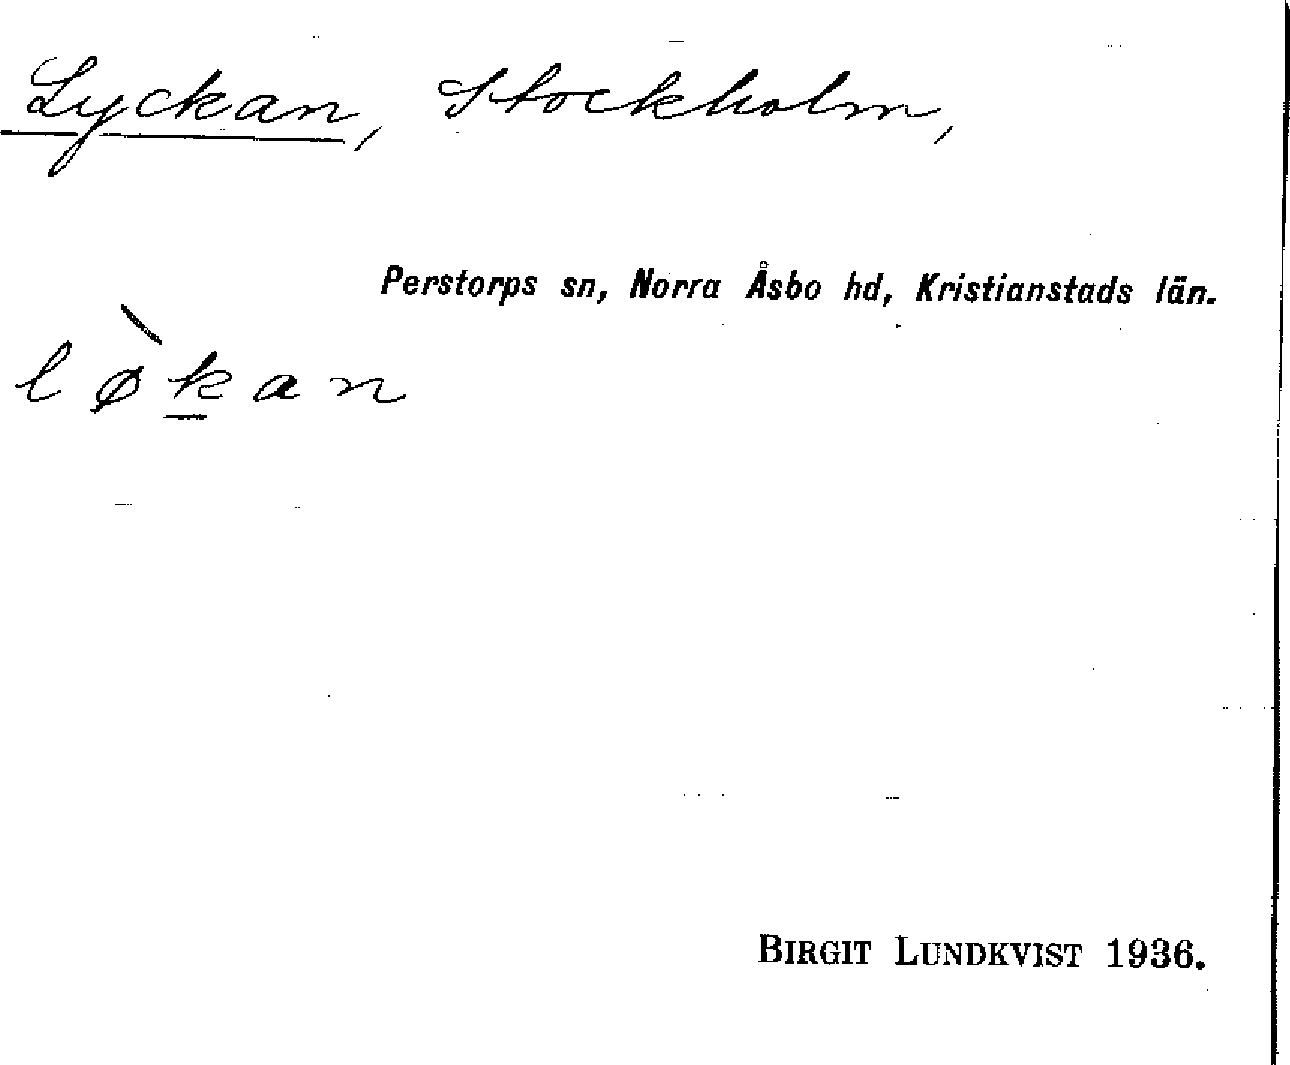 Lyckan, Stockholm,
Perstorps sn, Norra Åsbo hd, Kristianstads län.
lø̀kan
BIRGIT LUNDKVIST 1936.